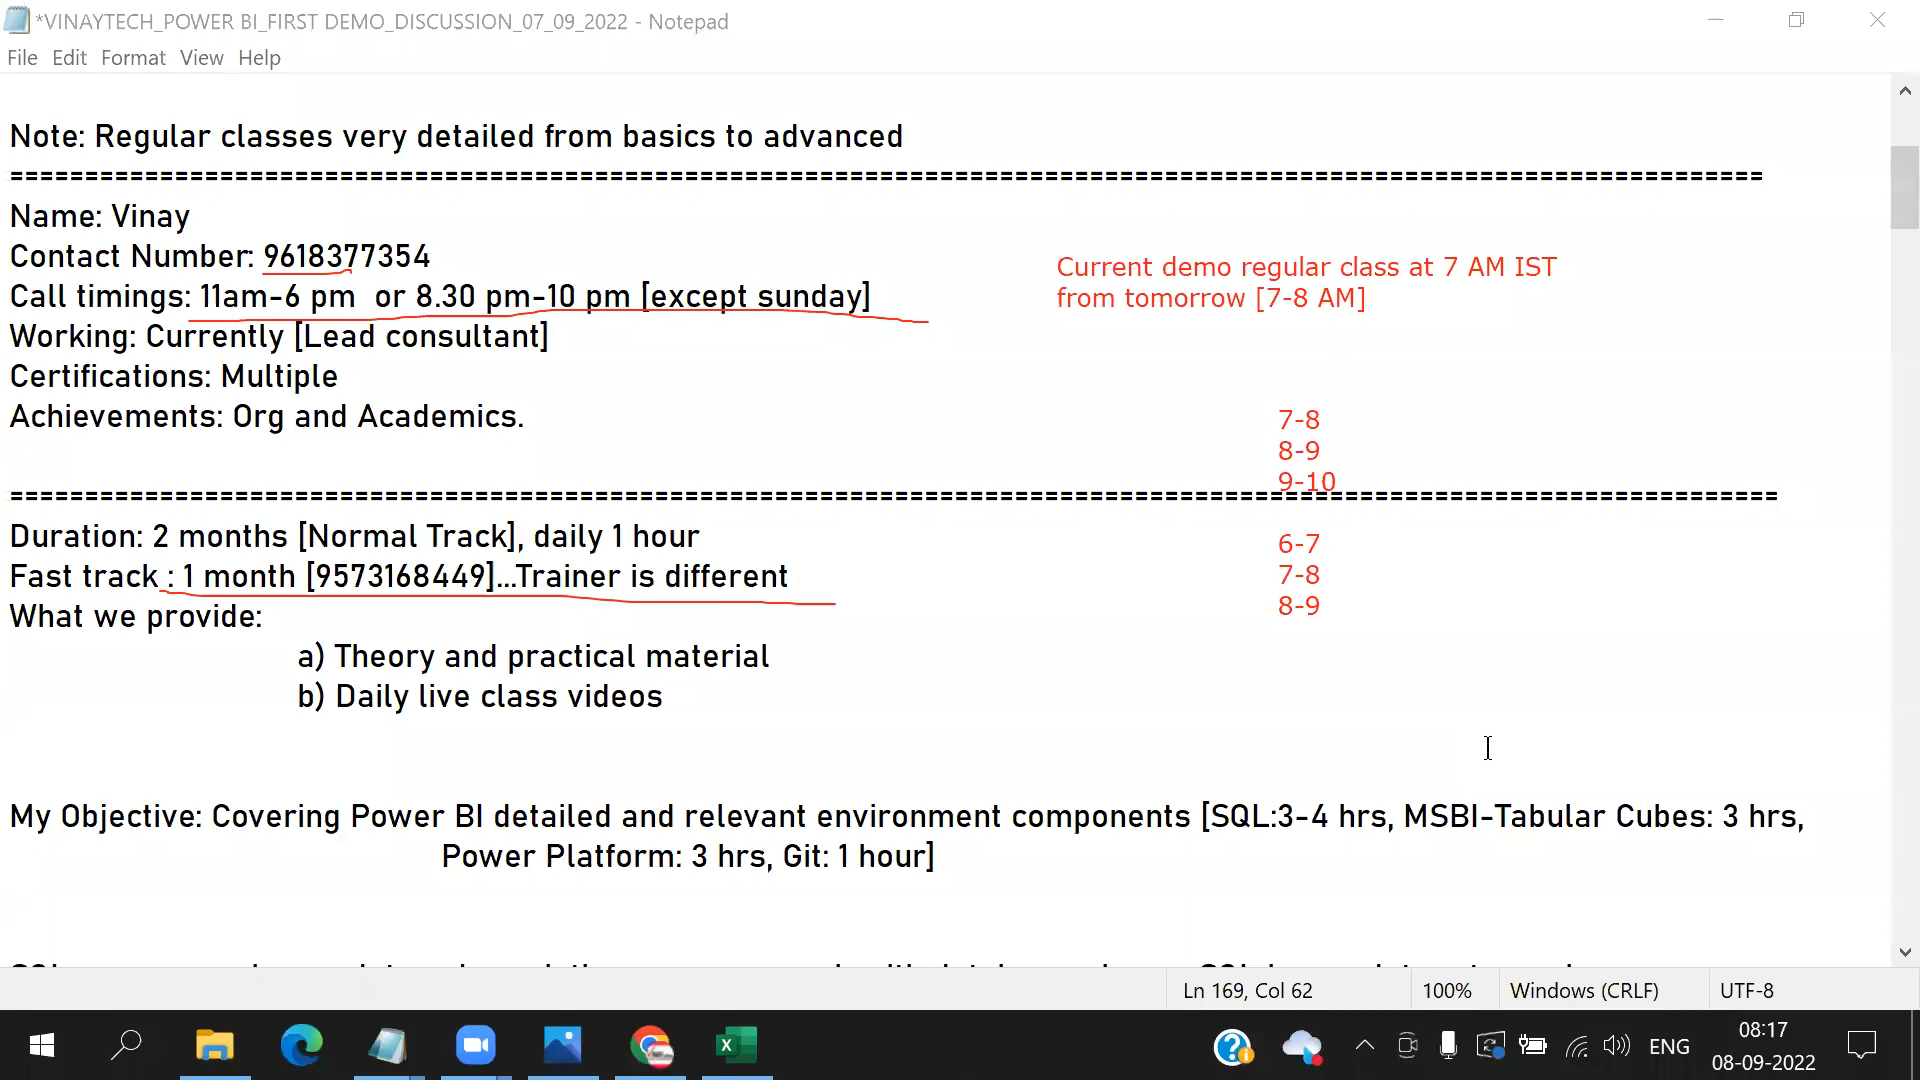 *VINAYTECH_POWER BI_FIRST DEMO_DISCUSSION_07_09_2022 - Notepad
File Edit Format View Help
Note: Regular classes very detailed from basics to advanced
=====================================================================================================================
Name: Vinay
Contact Number: 9618377354
Call timings: 11am-6 pm  or 8.30 pm-10 pm [except sunday]
Current demo regular class at 7 AM IST
from tomorrow [7-8 AM]
Working: Currently [Lead consultant]
Certifications: Multiple
Achievements: Org and Academics.
7-8
8-9
9-10
======================================================================================================================
Duration: 2 months [Normal Track], daily 1 hour
Fast track : 1 month [9573168449]...Trainer is different
6-7
7-8
8-9
What we provide:
a) Theory and practical material
b) Daily live class videos
My Objective: Covering Power BI detailed and relevant environment components [SQL:3-4 hrs, MSBI-Tabular Cubes: 3 hrs,
Power Platform: 3 hrs, Git: 1 hour]
Ln 169, Col 62 100% Windows (CRLF) UTF-8
ENG
08:17
08-09-2022